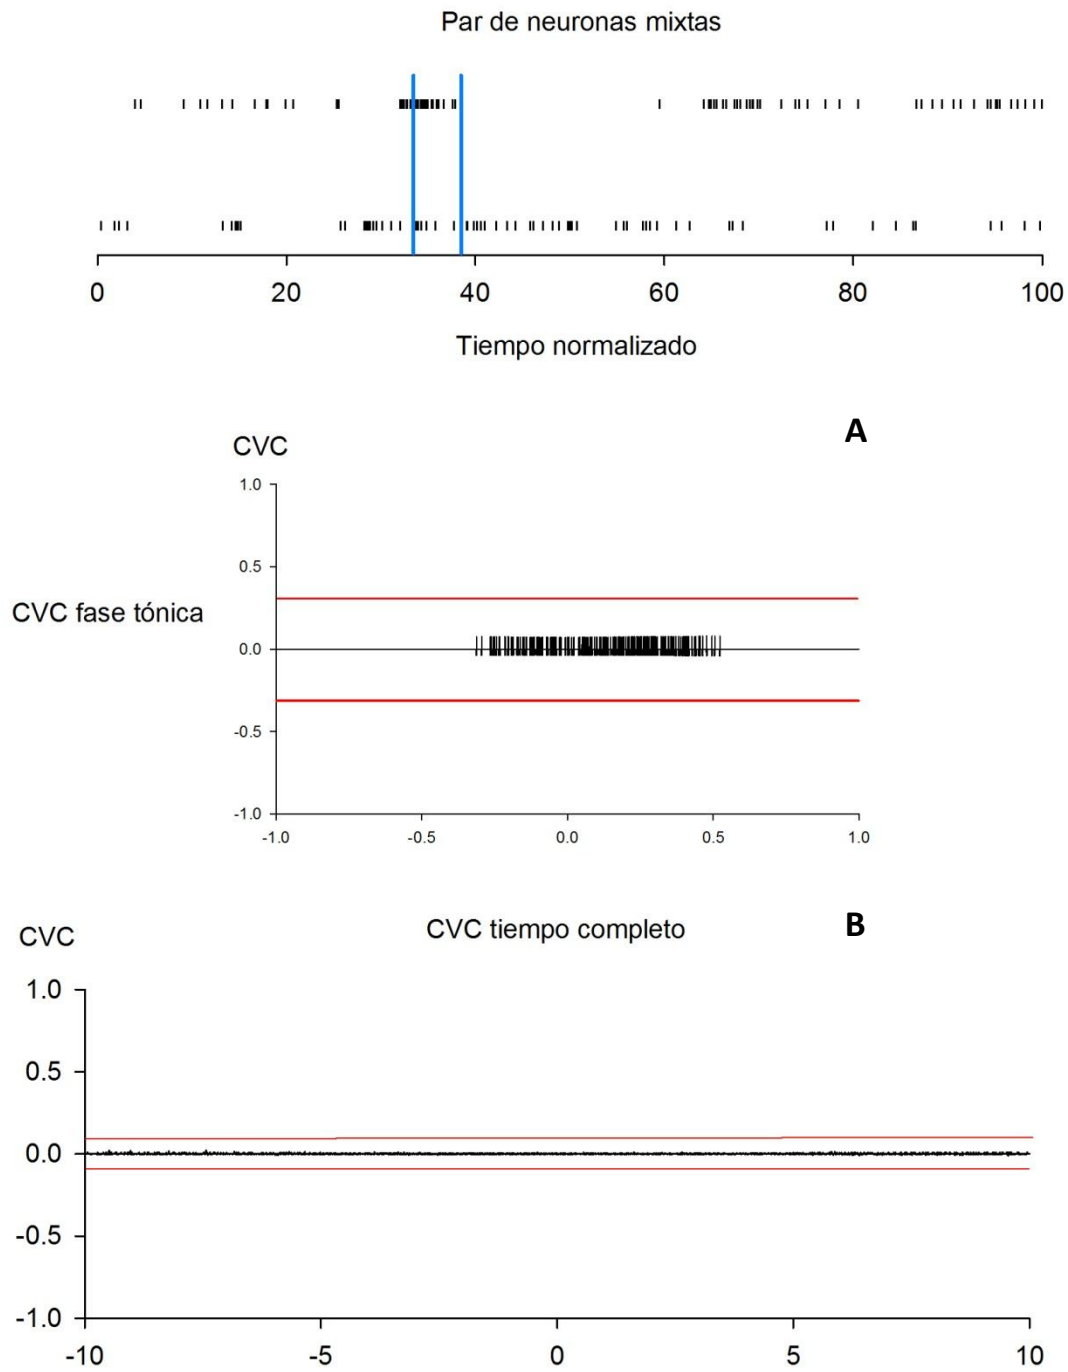 Par de neuronas mixtas
0 20 40 60 80 100
Tiempo normalizado
A
CVC
1.0
0.5
CVC fase tónica
0.0
-0.5
-1.0
-1.0 -0.5 0.0 0.5 1.0
CVC tiempo completo B
CVC
1.0
0.5
0.0
-0.5
-1.0
-10 -5 0 5 10